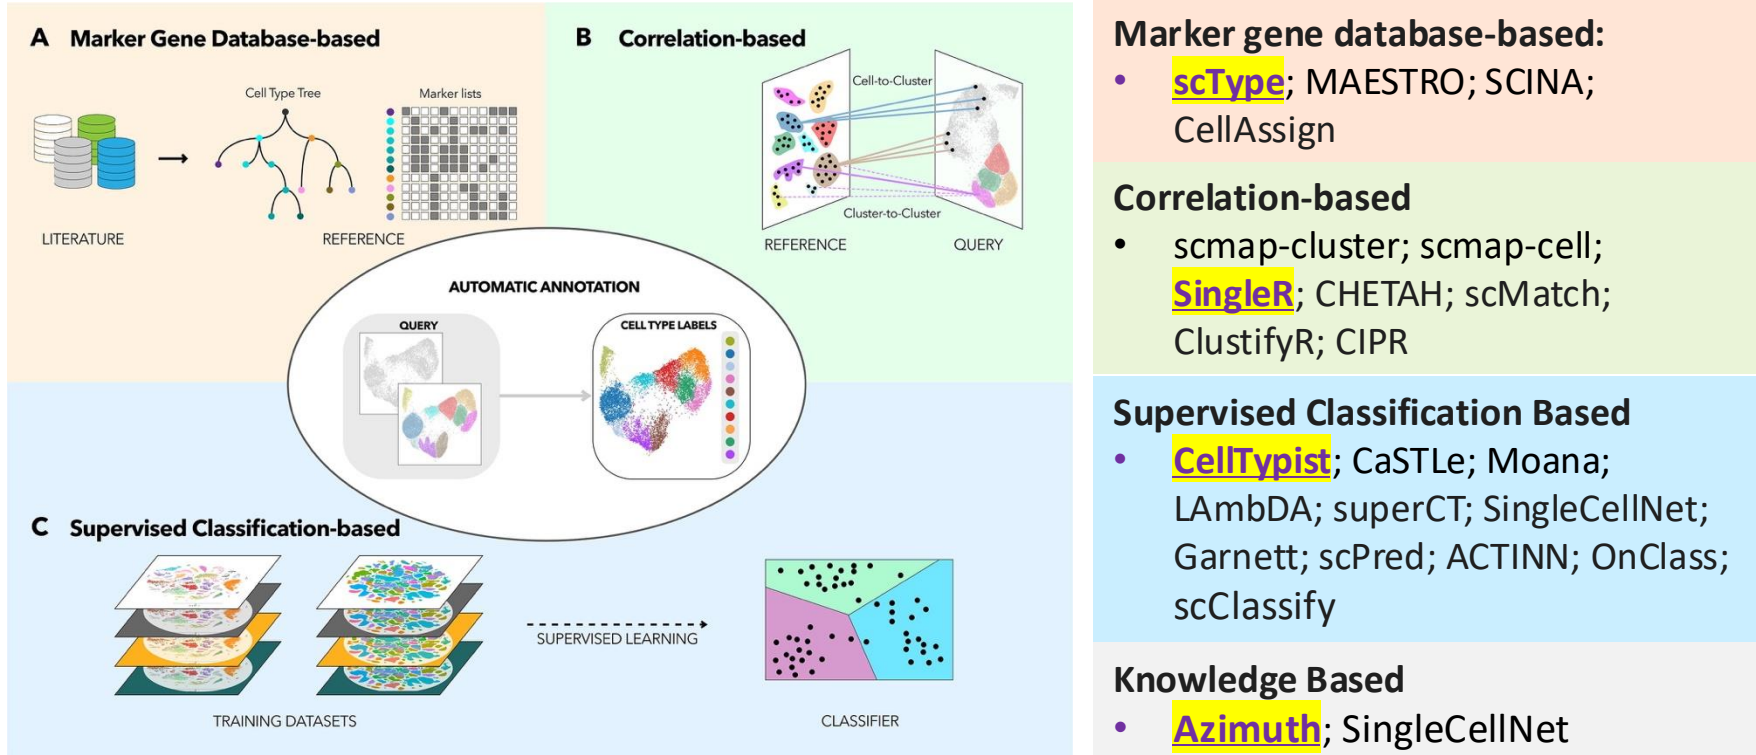 A Marker Gene Database-based
Cell Type Tree
Marker lists
LITERATURE
REFERENCE
B Correlation-based
Cell-to-Cluster
Cluster-to-Cluster
REFERENCE
QUERY
AUTOMATIC ANNOTATION
QUERY
CELL TYPE LABELS
C Supervised Classification-based
SUPERVISED LEARNING
TRAINING DATASETS
CLASSIFIER
Marker gene database-based:
• scType; MAESTRO; SCINA;
CellAssign
Correlation-based
• scmap-cluster; scmap-cell;
SingleR; CHETAH; scMatch;
ClustifyR; CIPR
Supervised Classification Based
• CellTypist; CaSTLe; Moana;
LAmbDA; superCT; SingleCellNet;
Garnett; scPred; ACTINN; OnClass;
scClassify
Knowledge Based
• Azimuth; SingleCellNet